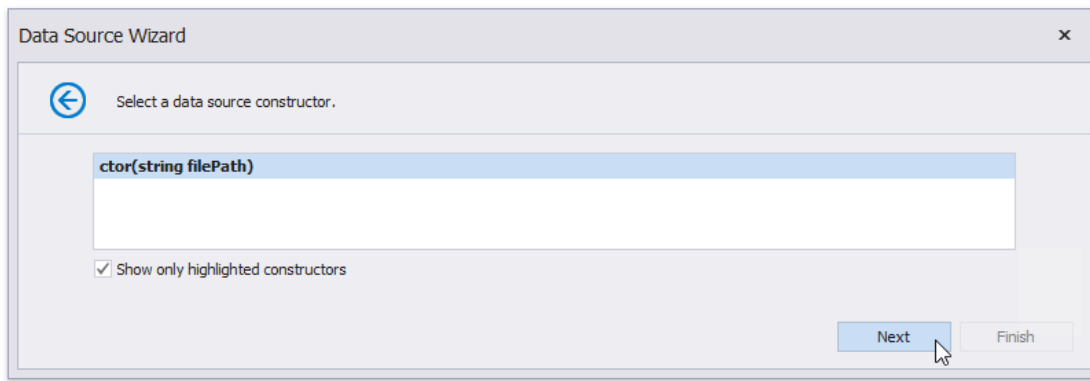 Data Source Wizard
Select a data source constructor.
ctor(string filePath)
Show only highlighted constructors
Next
Finish